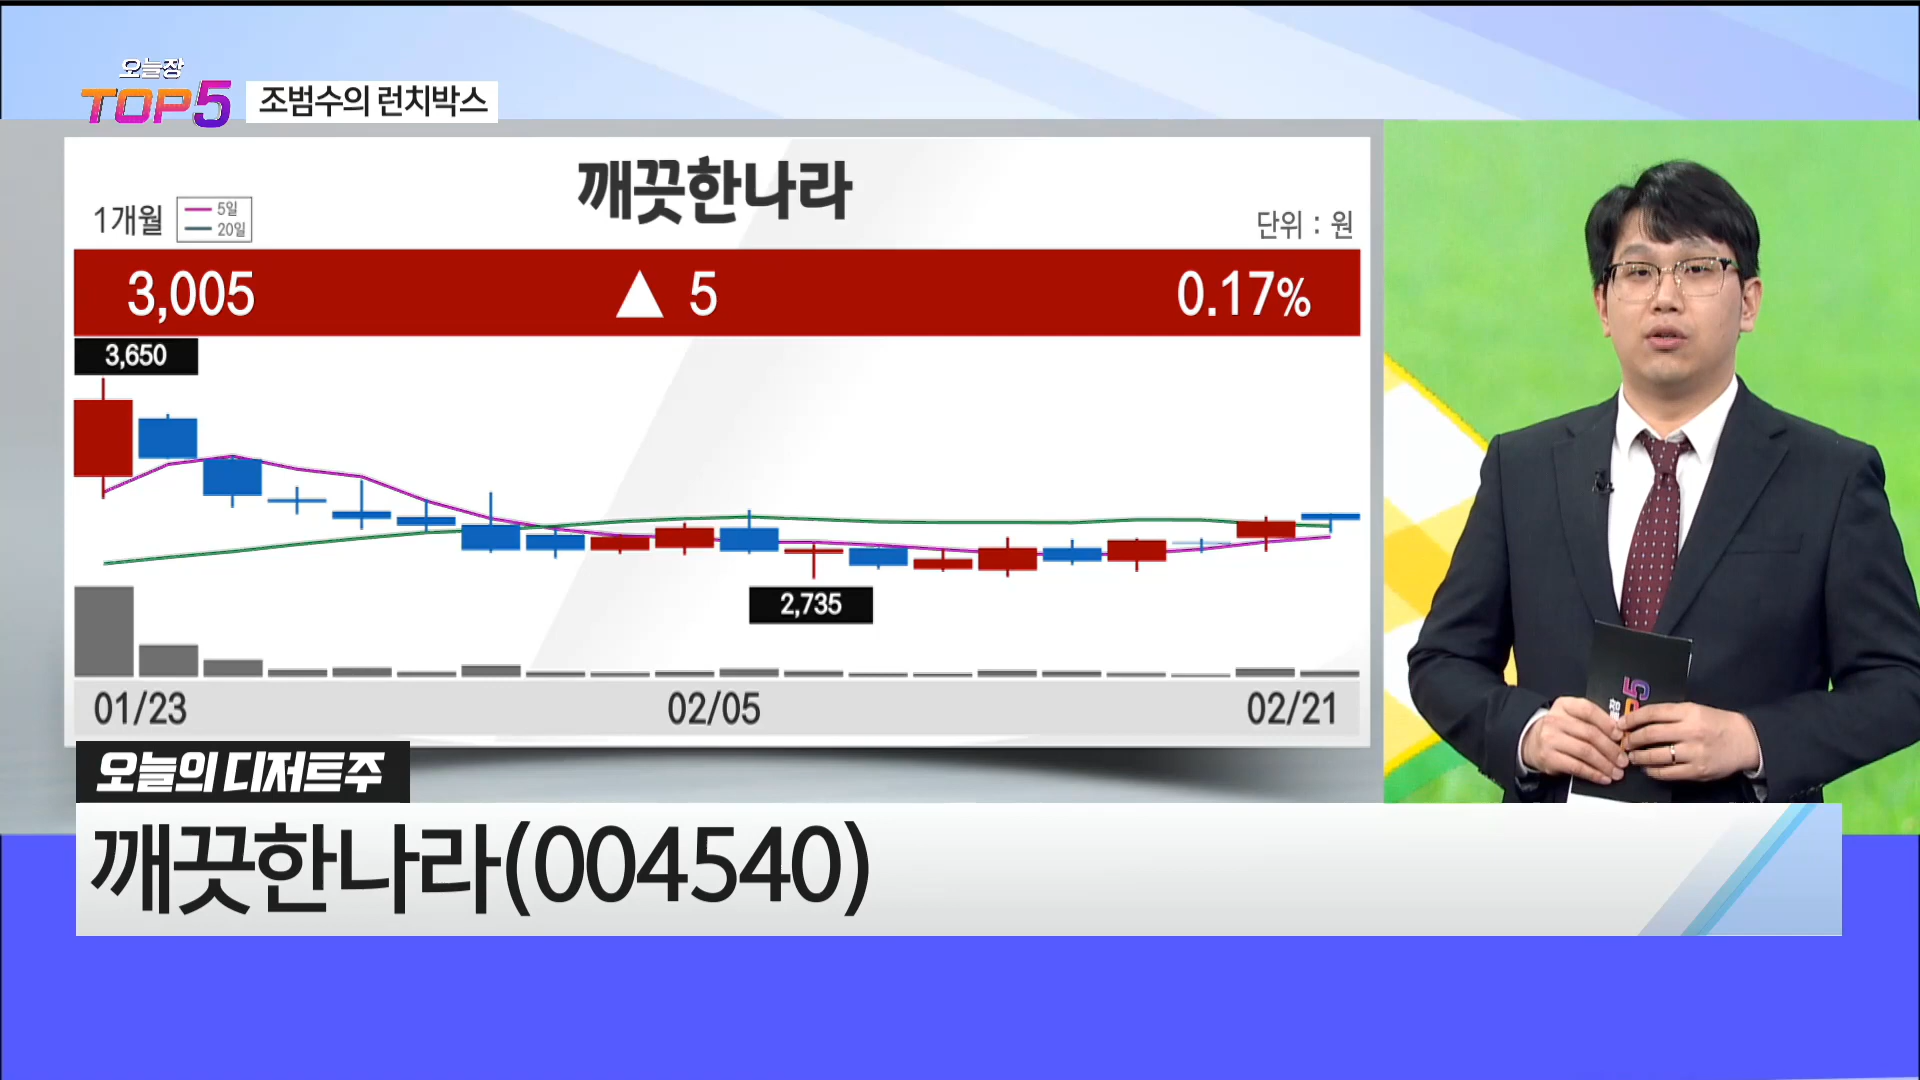 오늘장
TOP5
조범수의 런치박스
깨끗한나라
1개월
5일
20일
단위 : 원
3,005 ▲ 5 0.17%
3,650
2,735
01/23 02/05 02/21
오늘의 디저트주
깨끗한나라(004540)